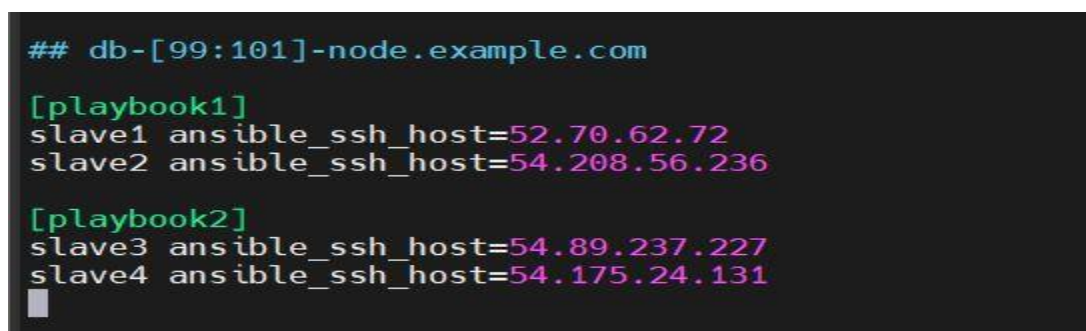 ## db-[99:101]-node.example.com
[playbook1]
slave1 ansible_ssh_host=52.70.62.72
slave2 ansible_ssh_host=54.208.56.236
[playbook2]
slave3 ansible_ssh_host=54.89.237.227
slave4 ansible_ssh_host=54.175.24.131